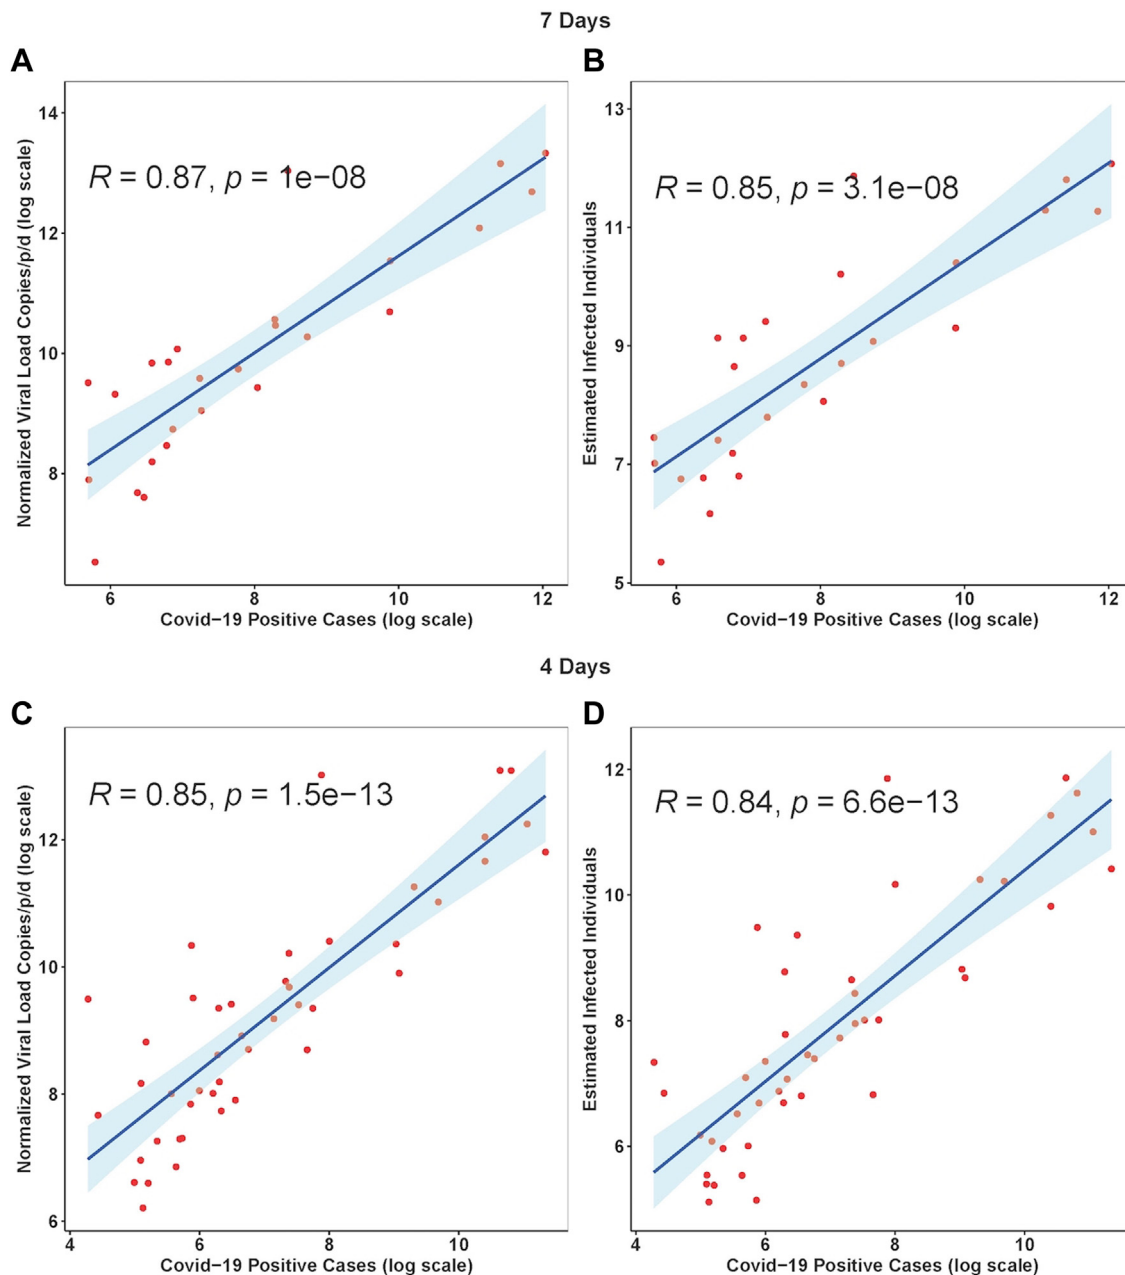 7 Days
A
B
Normalized Viral Load Copies/p/d (log scale)
14
12
10
8
R = 0.87, p = 1e−08
6
8
10
12
Covid−19 Positive Cases (log scale)
Estimated Infected Individuals
13
11
9
7
5
R = 0.85, p = 3.1e−08
6
8
10
12
Covid−19 Positive Cases (log scale)
4 Days
C
D
Normalized Viral Load Copies/p/d (log scale)
12
10
8
6
R = 0.85, p = 1.5e−13
4
6
8
10
Covid−19 Positive Cases (log scale)
Estimated Infected Individuals
12
10
8
6
R = 0.84, p = 6.6e−13
4
6
8
10
Covid−19 Positive Cases (log scale)